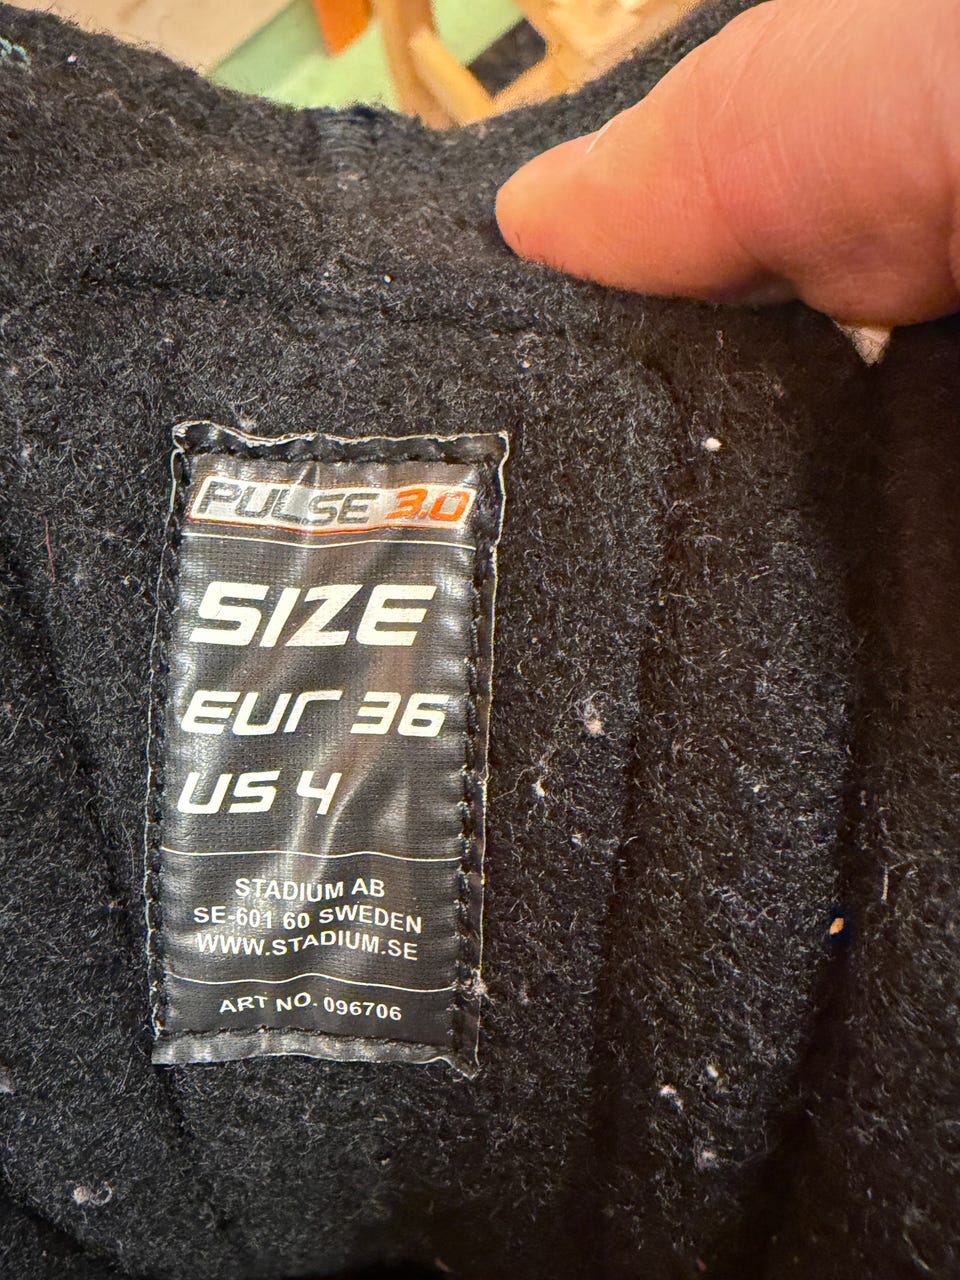 PULSE 3.0
SIZE
EUR 36
US 4
STADIUM AB
SE-601 60 SWEDEN
WWW.STADIUM.SE
ART NO. 096706